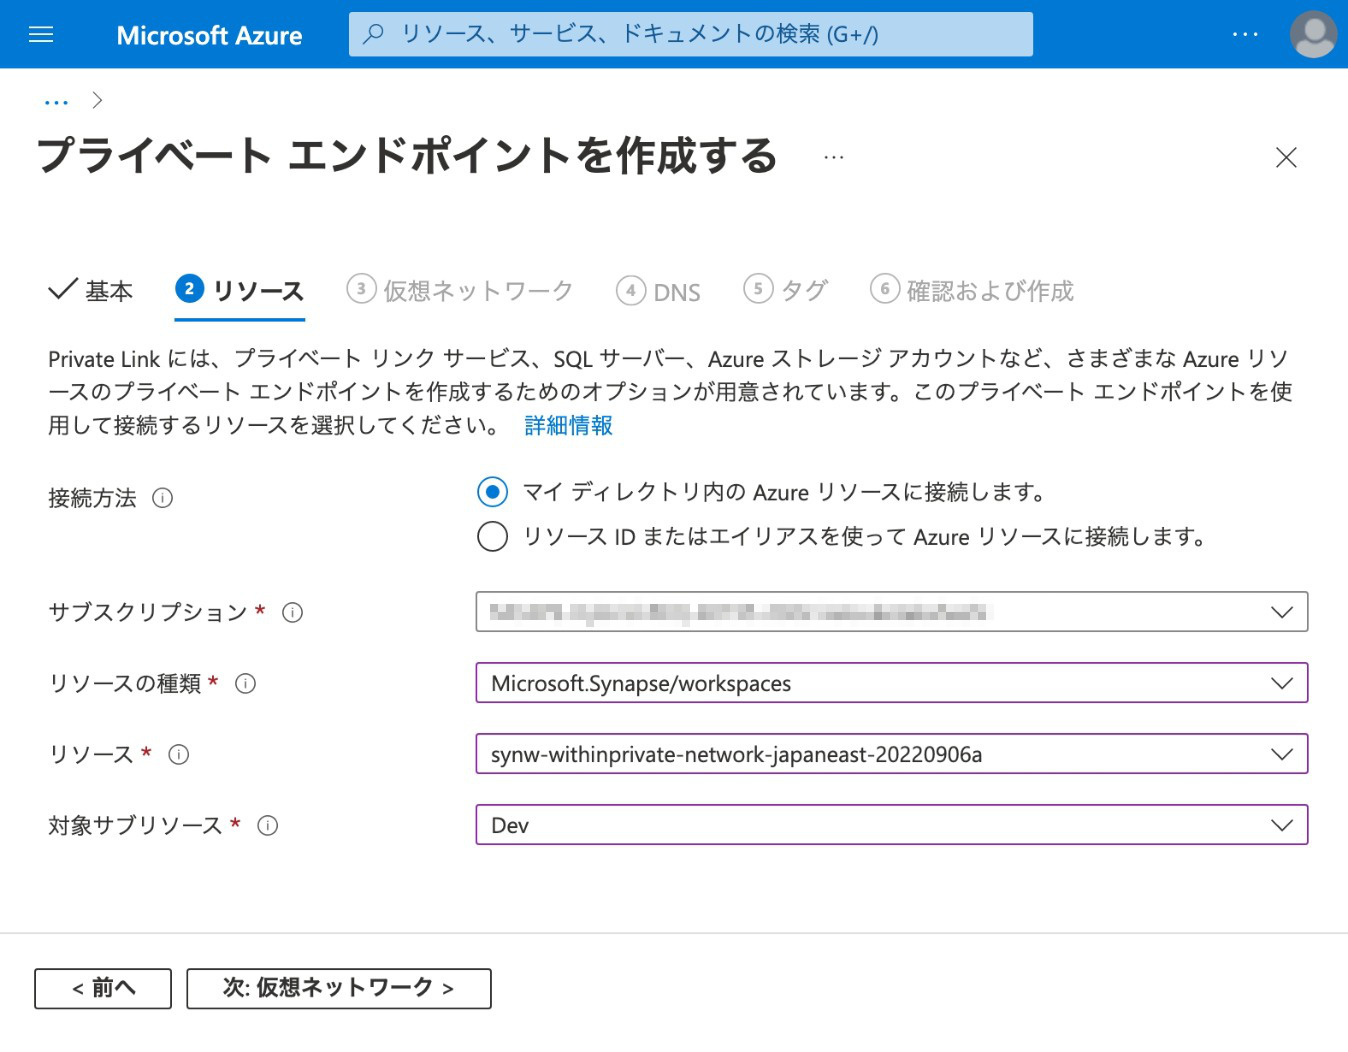 Microsoft Azure
リソース、サービス、ドキュメントの検索 (G+/)
プライベート エンドポイントを作成する
基本
2 リソース
3 仮想ネットワーク
4 DNS
5 タグ
6 確認および作成
Private Link には、プライベート リンク サービス、SQL サーバー、Azure ストレージ アカウントなど、さまざまな Azure リソ
ースのプライベート エンドポイントを作成するためのオプションが用意されています。このプライベート エンドポイントを使
用して接続するリソースを選択してください。 詳細情報
接続方法
マイ ディレクトリ内の Azure リソースに接続します。
リソース ID またはエイリアスを使って Azure リソースに接続します。
サブスクリプション *
リソースの種類 *
Microsoft.Synapse/workspaces
リソース *
synw-withinprivate-network-japaneast-20220906a
対象サブリソース *
Dev
< 前へ
次: 仮想ネットワーク >